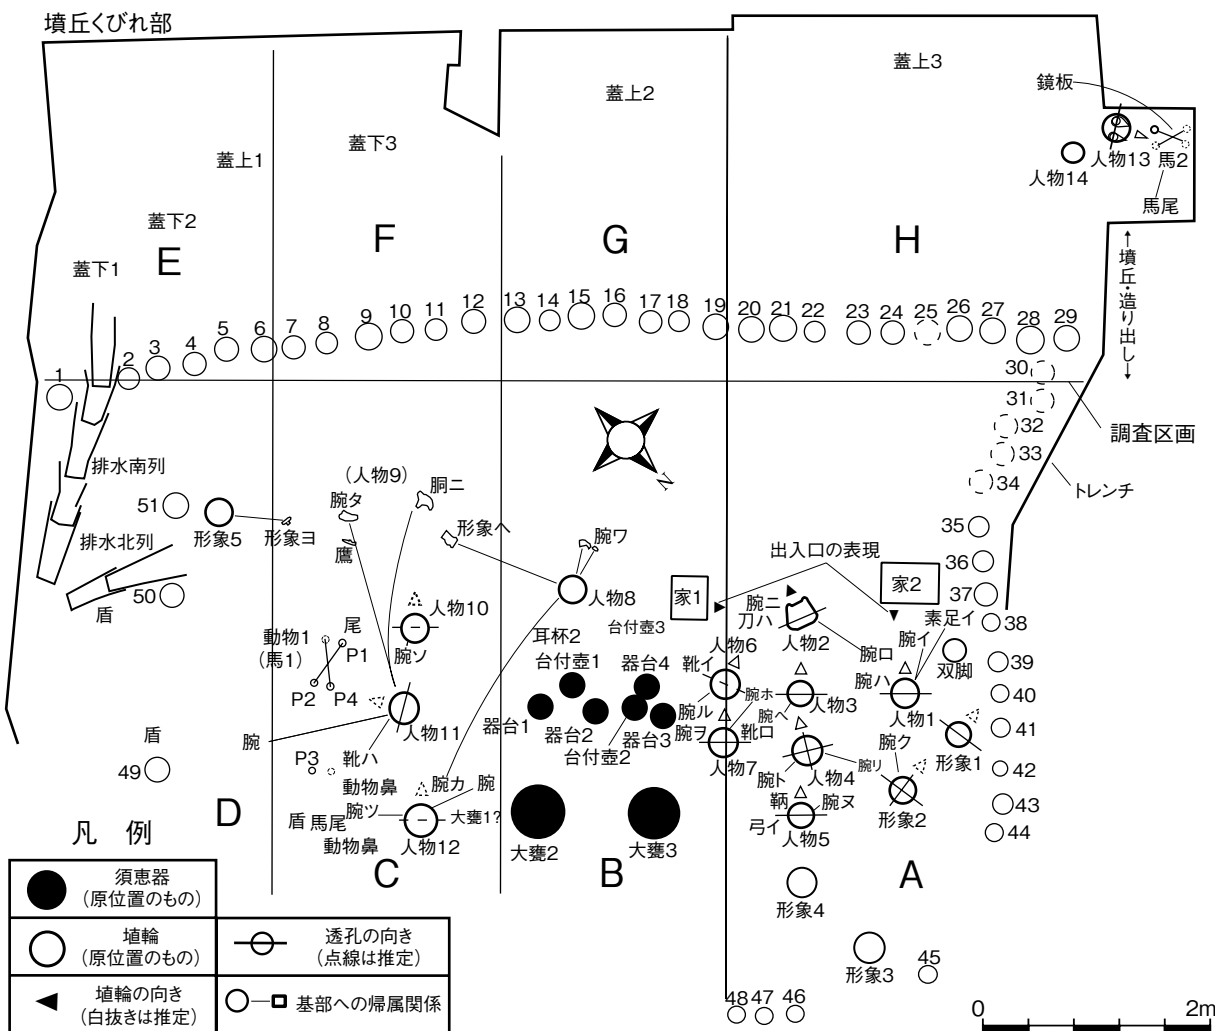 墳丘くびれ部
蓋上3
鏡板
蓋上2
蓋下3
蓋上1
人物13 馬2
人物14
馬尾
蓋下2
E
F
G
H
蓋下1
墳丘・造り出し
1
2
3
4
5
6
7
8
9
10
11
12
13
14
15
16
17
18
19
20
21
22
23
24
25
26
27
28
29
30
31
32
33
34
調査区画
トレンチ
N
排水南列
(人物9)
腕タ
胴ニ
51
形象5
形象ヨ
鷹
形象ヘ
腕ワ
出入口の表現
35
36
37
38
排水北列
盾
50
人物10
腕ソ
人物8
家1
家2
腕ニ
刀ハ
人物2
素足イ
腕イ
双脚
腕ロ
動物1
(馬1)
尾
P1
P2
P4
耳杯2
台付壺3
台付壺1
器台4
人物6
靴イ
腕ル
腕ホ
腕ヘ
人物3
腕ハ
人物1
39
40
41
42
43
44
器台1
器台2
台付壺2
器台3
腕ヲ
靴ロ
人物7
腕ト
人物4
腕リ
腕ク
形象1
形象2
盾
49
腕
人物11
靴ハ
P3
動物鼻
腕カ
腕
腕ツ
大甕1?
盾
馬尾
動物鼻
人物12
大甕2
大甕3
鞆
腕ヌ
弓イ
人物5
D
C
B
A
形象4
形象3
45
48
47
46
凡 例
須恵器
(原位置のもの)
埴輪
(原位置のもの)
埴輪の向き
(白抜きは推定)
透孔の向き
(点線は推定)
基部への帰属関係
0
2m